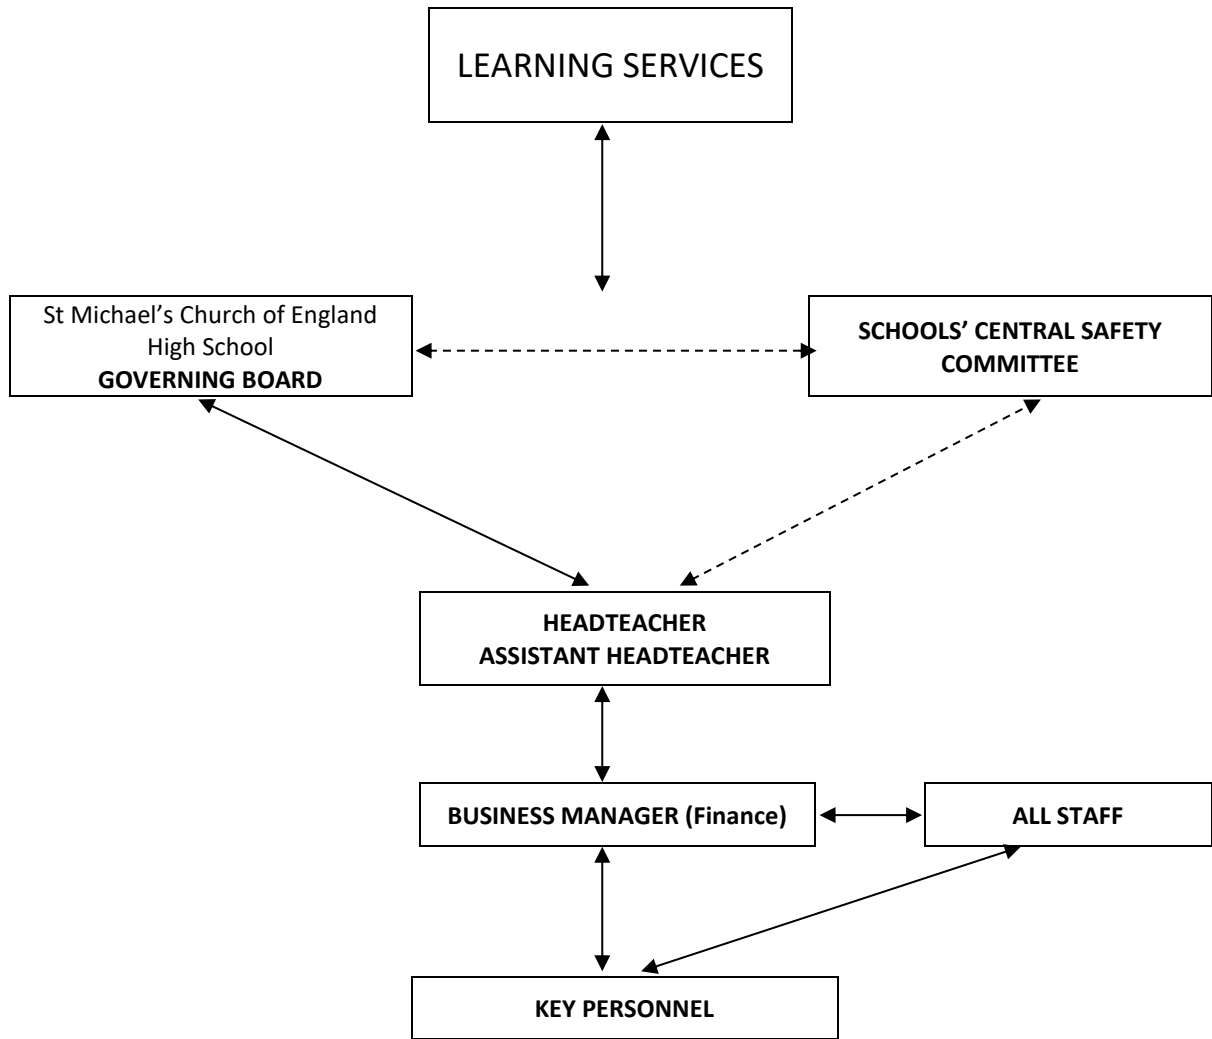 LEARNING SERVICES
St Michael’s Church of England
High School
GOVERNING BOARD
SCHOOLS’ CENTRAL SAFETY
COMMITTEE
HEADTEACHER
ASSISTANT HEADTEACHER
BUSINESS MANAGER (Finance)
ALL STAFF
KEY PERSONNEL